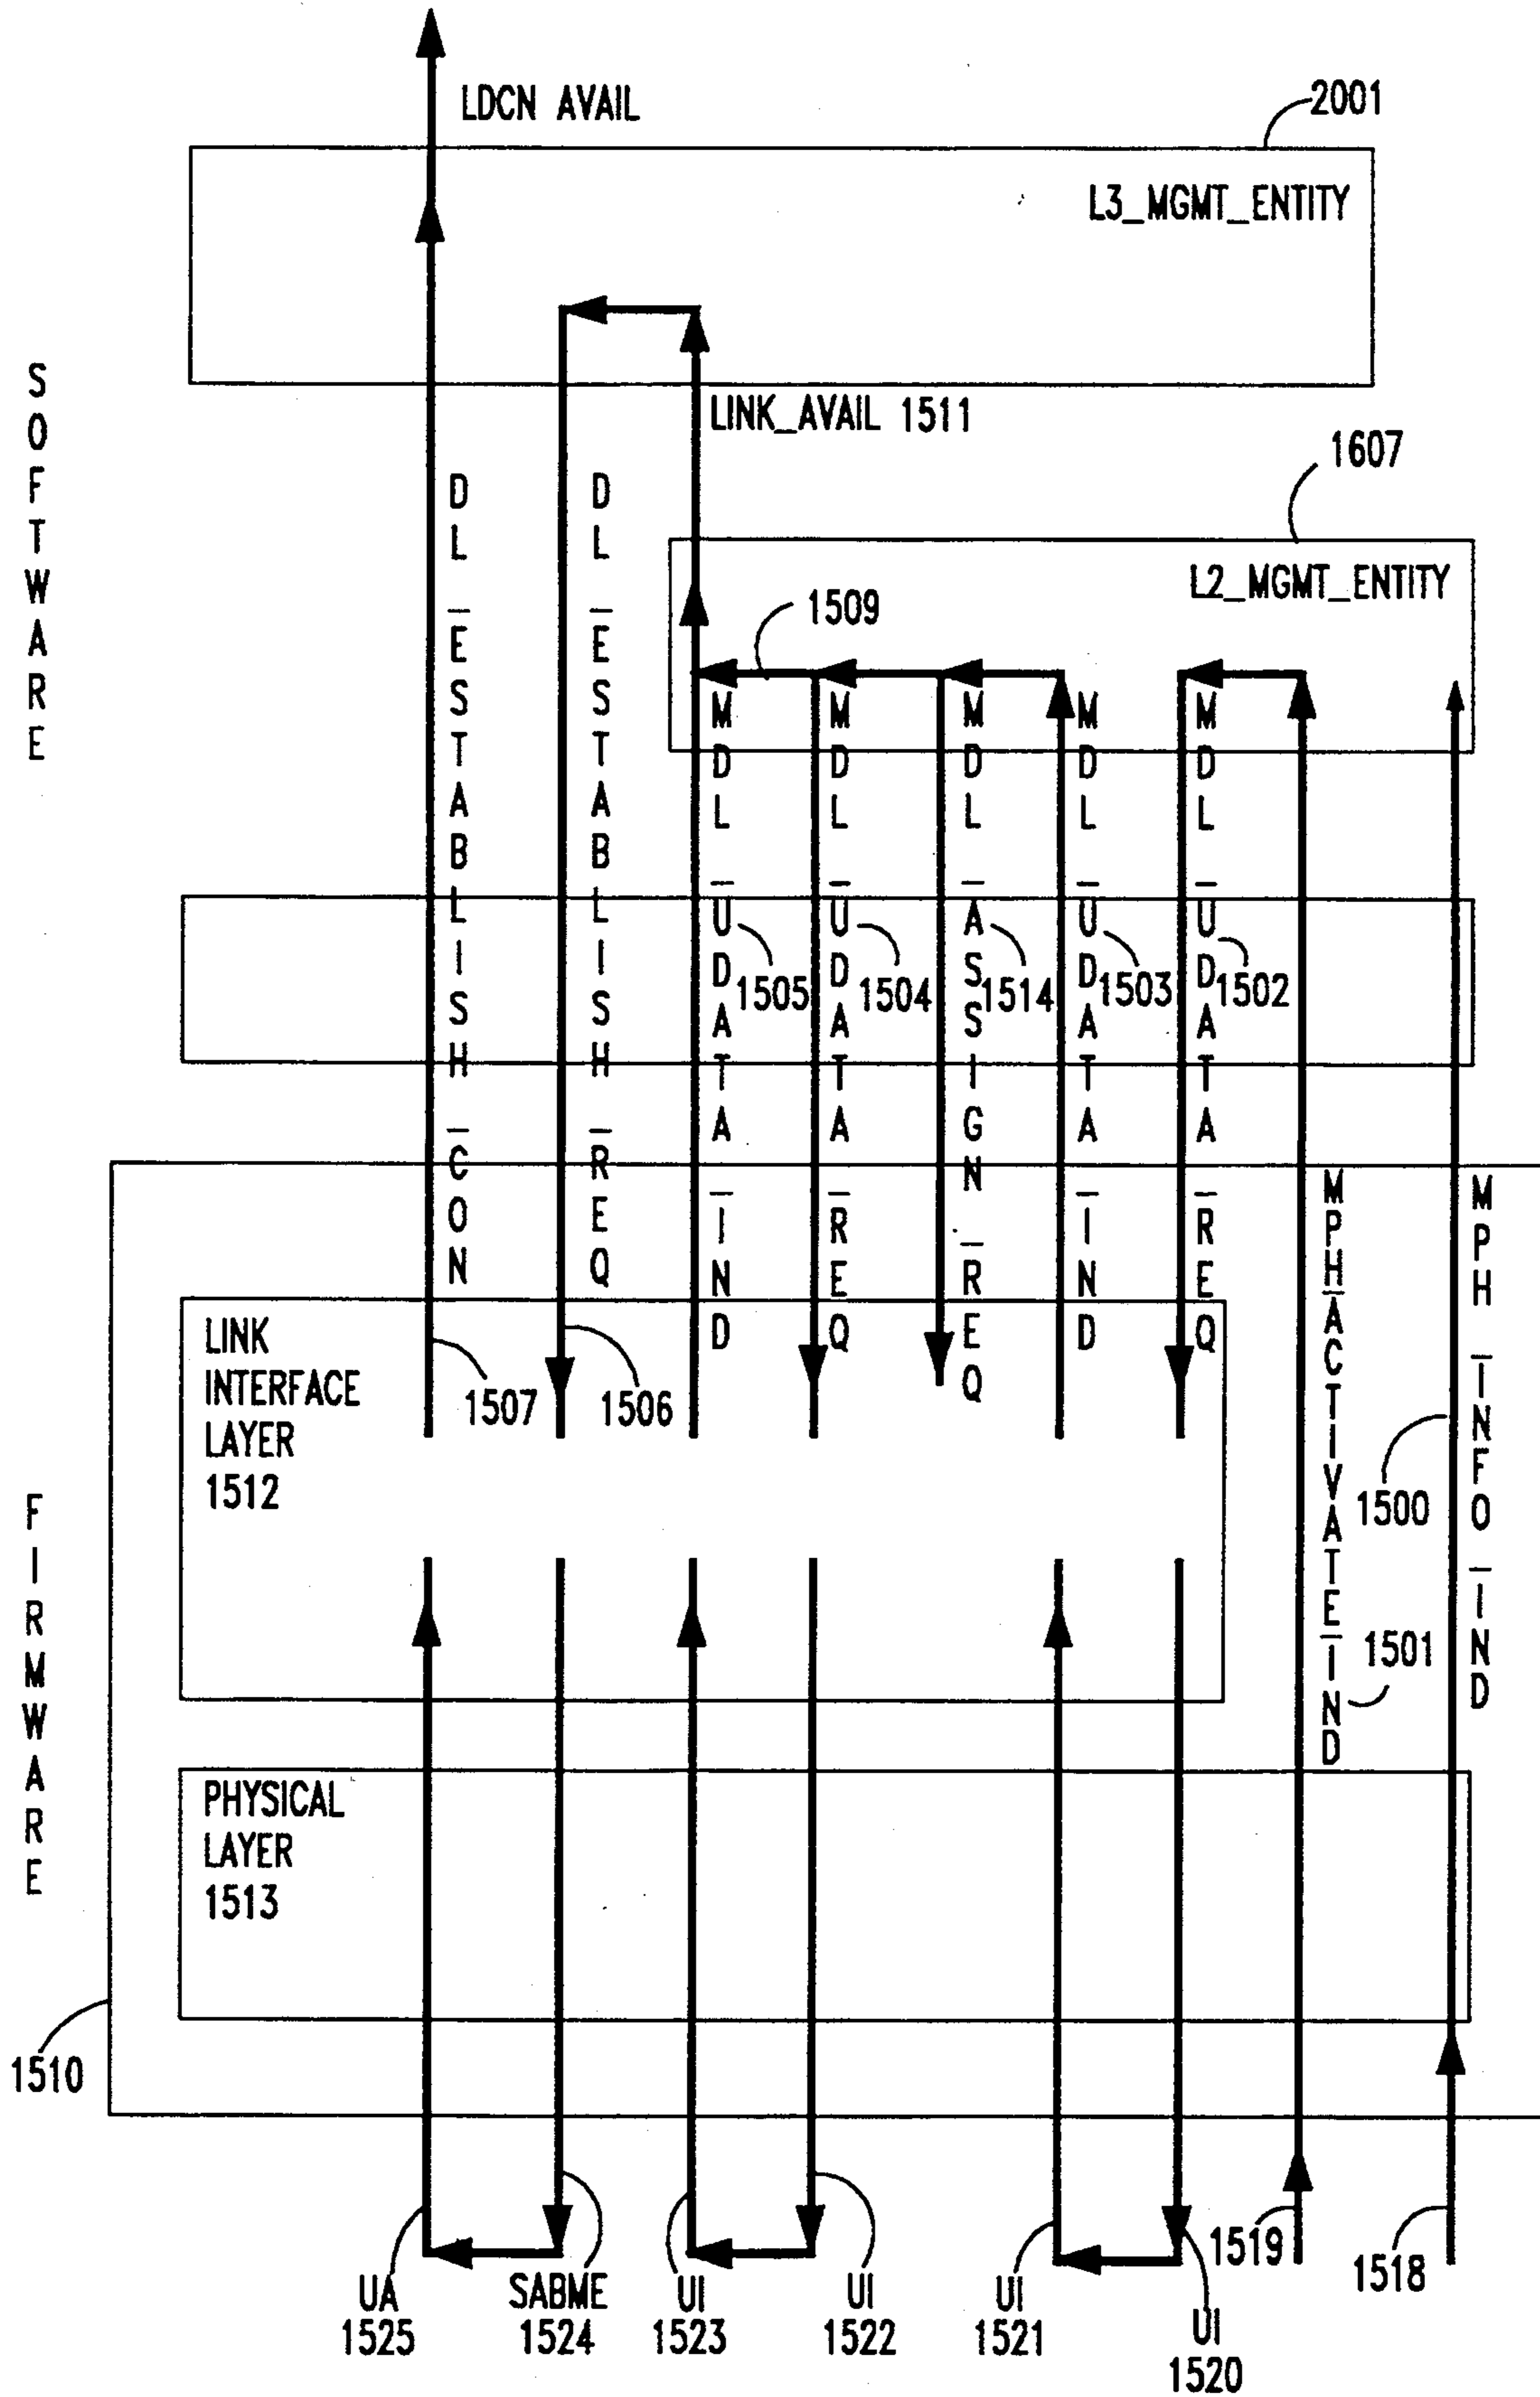 LDCN AVAIL
2001
L3_MGMT_ENTITY
SOFTWARE
LINK_AVAIL 1511
1607
L2_MGMT_ENTITY
1509
DL_ESTABLISH_CON
DL_ESTABLISH_REQ
MDL_UDATA_IND
MDL_UDATA_REQ
MDL_ASSIGN_REQ
MDL_UDATA_IND
MDL_UDATA_REQ
1505
1504
1514
1503
1502
MPH_ACTIVATE_IND
MPH_INFO_IND
LINK
INTERFACE
LAYER
1512
1507
1506
1500
1501
FIRMWARE
PHYSICAL
LAYER
1513
1510
1519
1518
UA
1525
SABME
1524
UI
1523
UI
1522
UI
1521
UI
1520